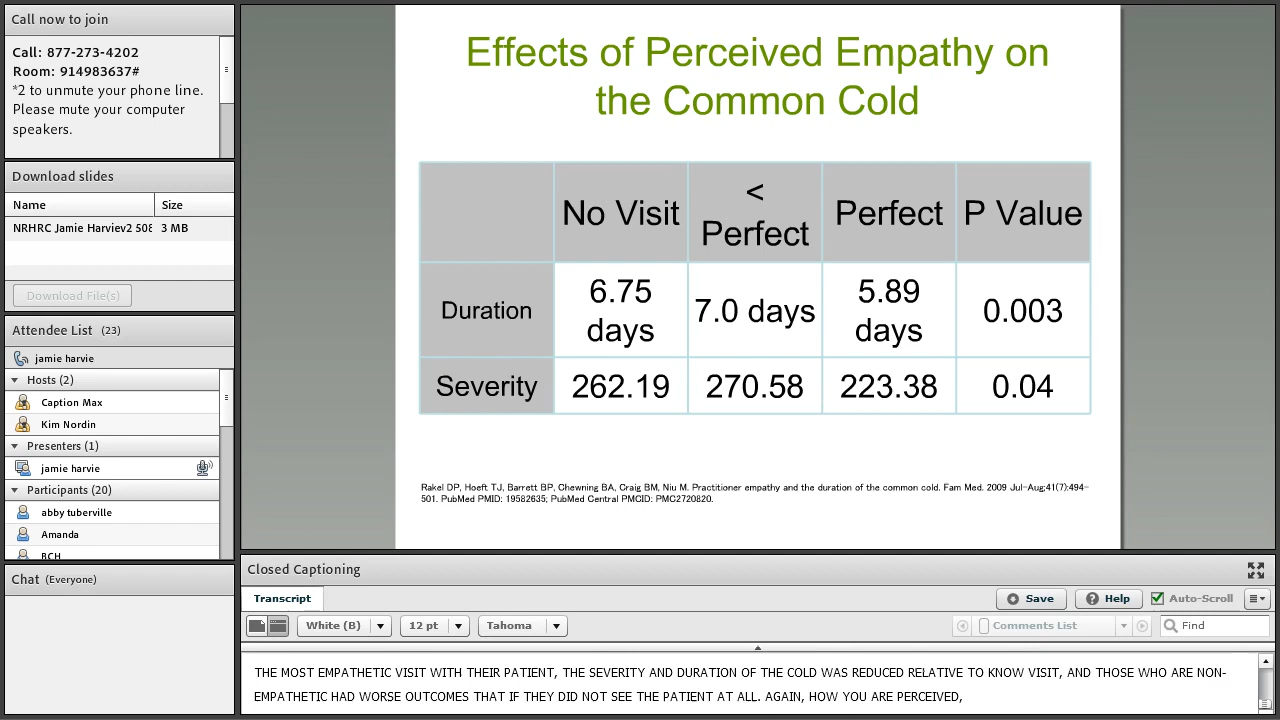 Call now to join
Call: 877-273-4202
Room: 914983637#
*2 to unmute your phone line.
Please mute your computer
speakers.
Download slides
Name Size
NRHRC Jamie Harviev2 508 3 MB
Download File(s)
Attendee List (23)
jamie harvie
Hosts (2)
Caption Max
Kim Nordin
Presenters (1)
jamie harvie
Participants (20)
abby tuberville
Amanda
BCH
Chat (Everyone)
Effects of Perceived Empathy on
the Common Cold
No Visit < Perfect Perfect P Value
Duration 6.75 days 7.0 days 5.89 days 0.003
Severity 262.19 270.58 223.38 0.04
Rakel DP, Hoeft TJ, Barrett BP, Chewning BA, Craig BM, Niu M. Practitioner empathy and the duration of the common cold. Fam Med. 2009 Jul-Aug;41(7):494-
501. PubMed PMID: 19582635; PubMed Central PMCID: PMC2720820.
Closed Captioning
Transcript
Save Help Auto-Scroll
White (B) 12 pt Tahoma Comments List Find
THE MOST EMPATHETIC VISIT WITH THEIR PATIENT, THE SEVERITY AND DURATION OF THE COLD WAS REDUCED RELATIVE TO KNOW VISIT, AND THOSE WHO ARE NON-
EMPATHETIC HAD WORSE OUTCOMES THAT IF THEY DID NOT SEE THE PATIENT AT ALL. AGAIN, HOW YOU ARE PERCEIVED,